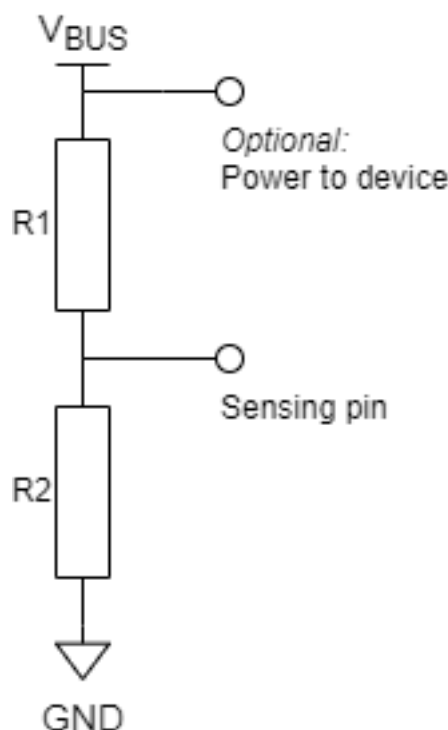 VBUS
Optional:
Power to device
R1
Sensing pin
R2
GND